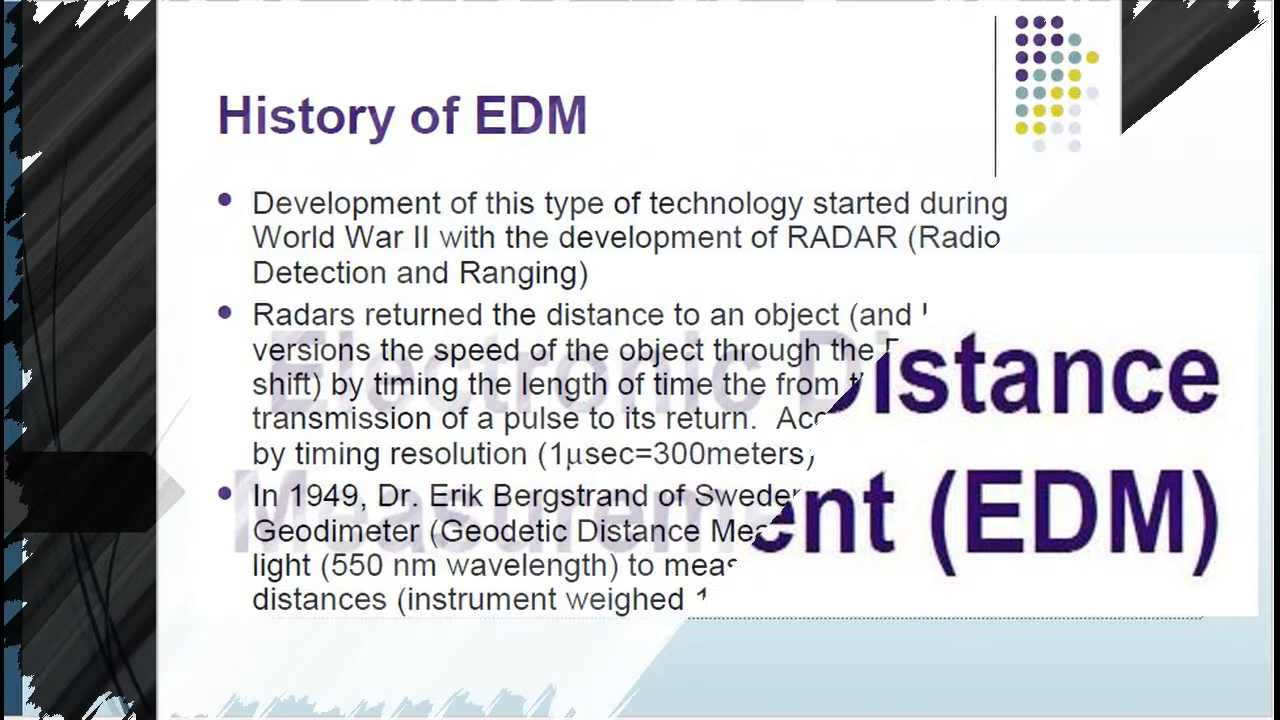 History of EDM
Development of this type of technology started during
World War II with the development of RADAR (Radio
Detection and Ranging)
Radars returned the distance to an object (and
versions the speed of the object through the
shift) by timing the length of time the from
transmission of a pulse to its return.
by timing resolution (1μsec=300meters)
In 1949, Dr. Erik Bergstrand of Sweden
Geodimeter (Geodetic Distance
light (550 nm wavelength) to
distances (instrument weighed
Electronic Distance
Measurement (EDM)